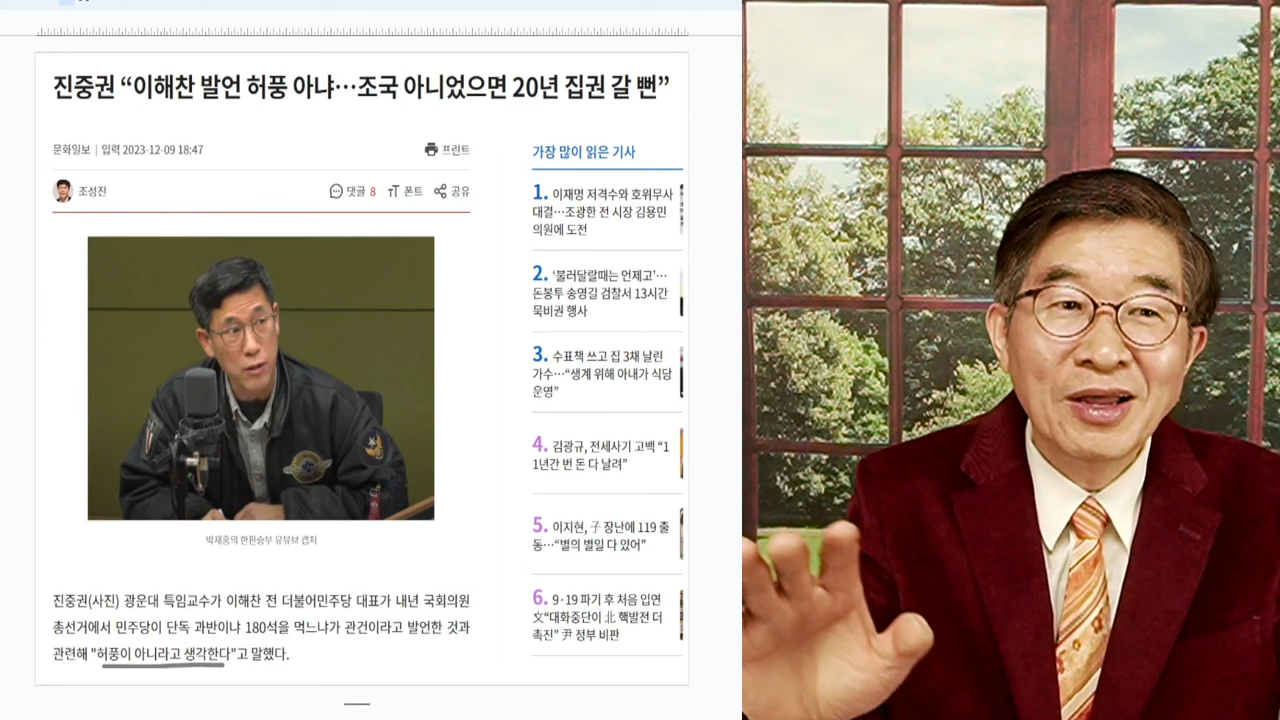 진중권 “이해찬 발언 허풍 아냐…조국 아니었으면 20년 집권 갈 뻔”
문화일보 | 입력 2023-12-09 18:47
프린트
조성진
댓글 8 가 폰트 공유
박재홍의 한판승부 유뷰브 캡처
진중권(사진) 광운대 특임교수가 이해찬 전 더불어민주당 대표가 내년 국회의원
총선거에서 민주당이 단독 과반이냐 180석을 먹느냐가 관건이라고 발언한 것과
관련해 "허풍이 아니라고 생각한다"고 말했다.
가장 많이 읽은 기사
1. 이재명 저격수와 호위무사
대결…조광한 전 시장 김용민
의원에 도전
2. ‘불러달랄때는 언제고’…
돈봉투 송영길 검찰서 13시간
묵비권 행사
3. 수표책 쓰고 집 3채 날린
가수…“생계 위해 아내가 식당
운영”
4. 김광규, 전세사기 고백 “1
1년간 번 돈 다 날려”
5. 이지현, 子 장난에 119 출
동…“별의 별일 다 있어”
6. 9·19 파기 후 처음 입연
文“대화중단이 北 핵발전 더
촉진” 尹 정부 비판